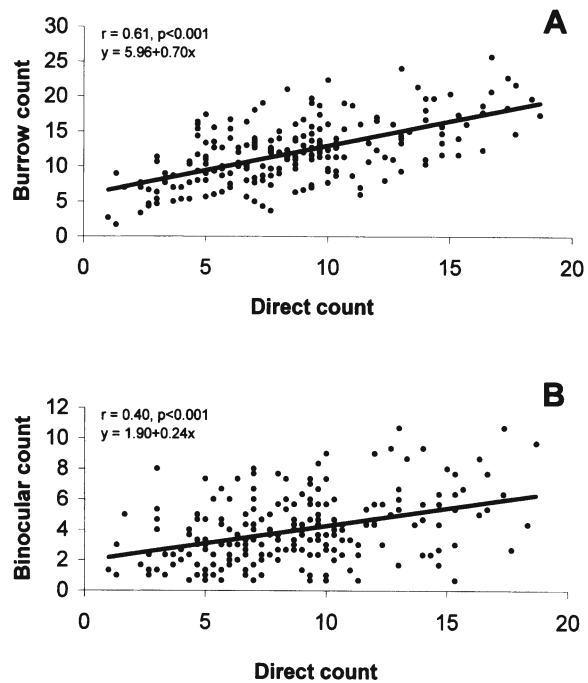 A
r = 0.61, p<0.001
y = 5.96+0.70x
Burrow count
30
25
20
15
10
5
0
0 5 10 15 20
Direct count
B
r = 0.40, p<0.001
y = 1.90+0.24x
Binocular count
12
10
8
6
4
2
0
0 5 10 15 20
Direct count